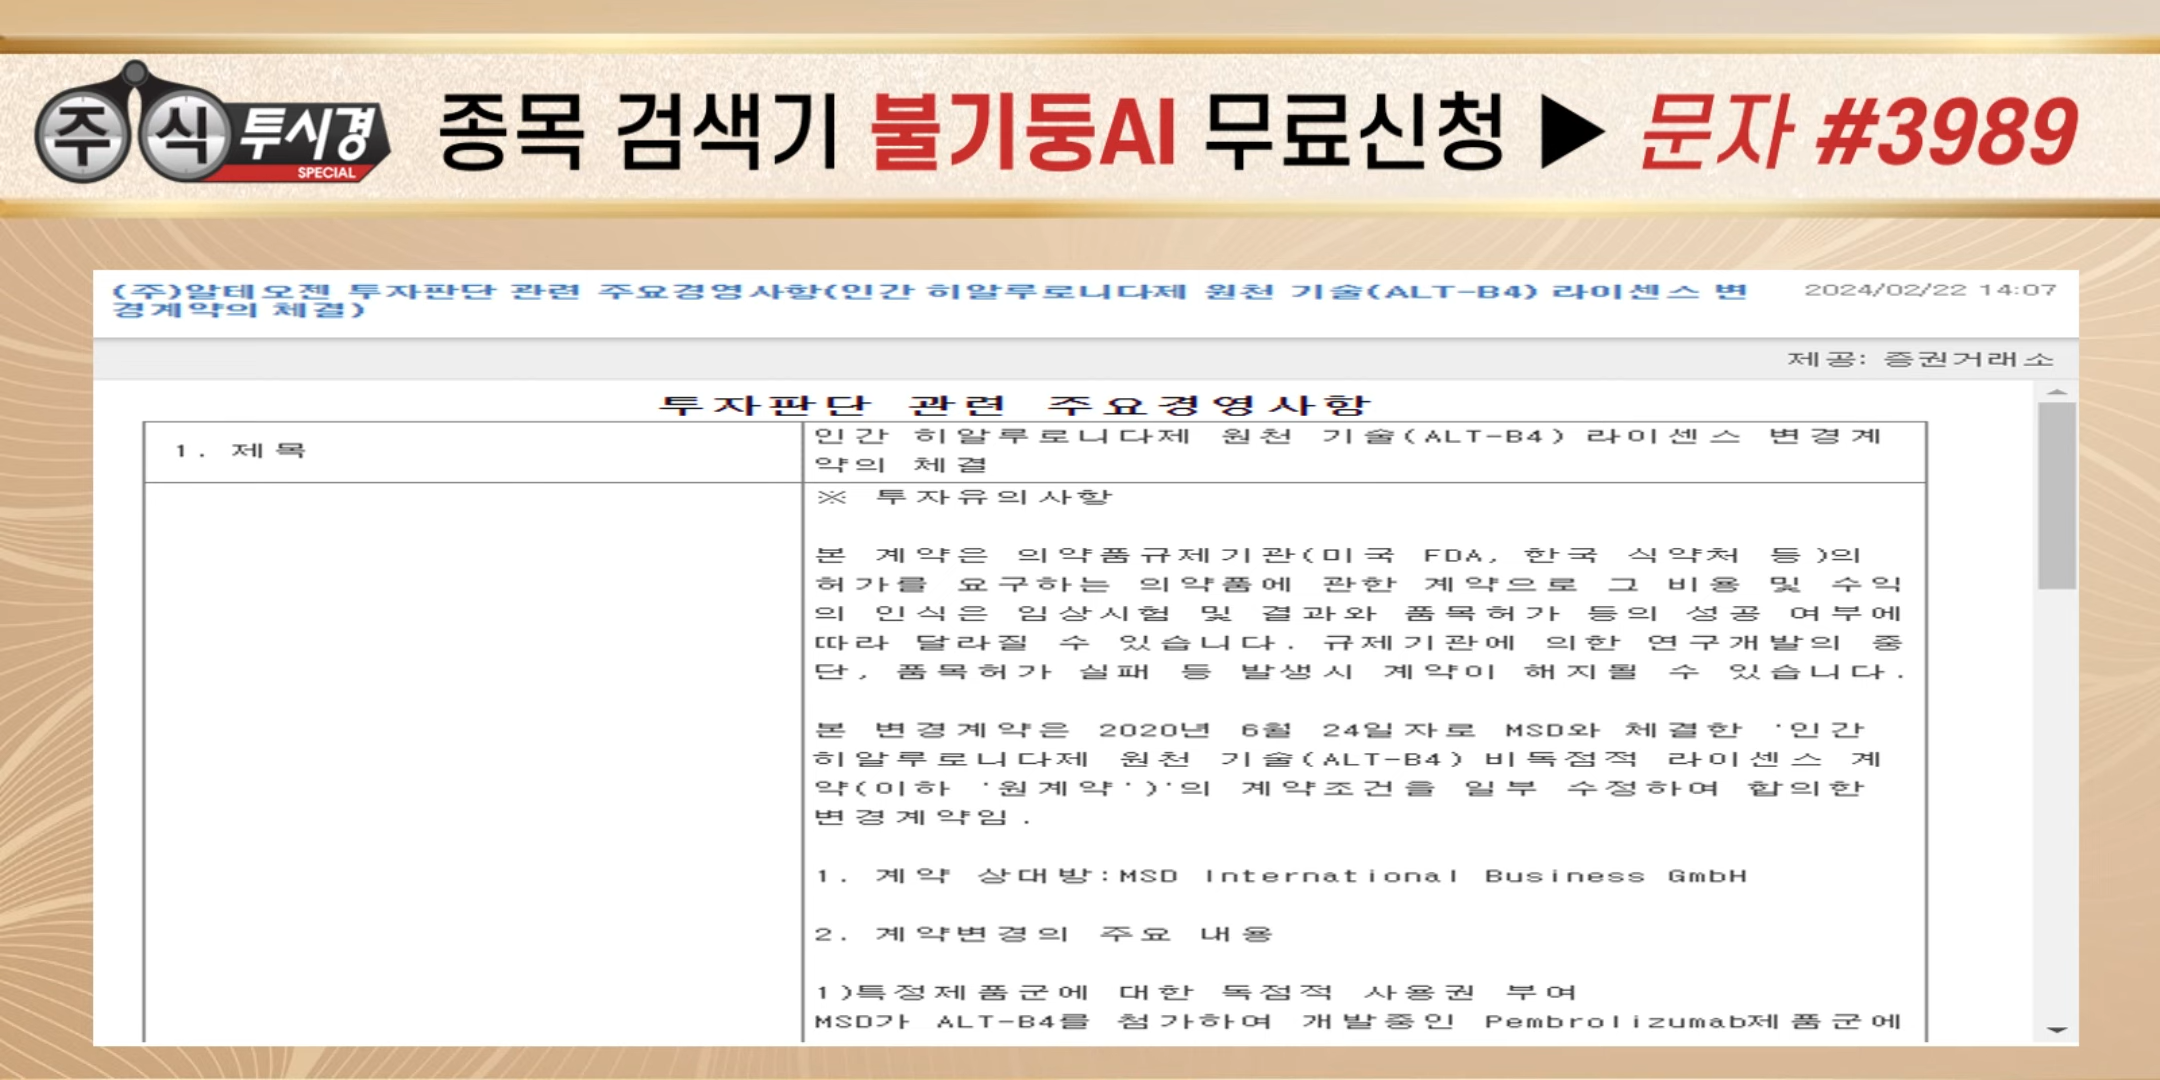 주식투시경
SPECIAL
종목 검색기 불기둥AI 무료신청 ▶ 문자 #3989
(주)알테오젠 투자판단 관련 주요경영사항(인간 히알루로니다제 원천 기술(ALT-B4) 라이센스 변
경계약의 체결)
2024/02/22 14:07
제공: 증권거래소
투자판단 관련 주요경영사항
1. 제목
인간 히알루로니다제 원천 기술(ALT-B4) 라이센스 변경계
약의 체결
※ 투자유의사항
본 계약은 의약품규제기관(미국 FDA, 한국 식약처 등)의
허가를 요구하는 의약품에 관한 계약으로 그 비용 및 수익
의 인식은 임상시험 및 결과와 품목허가 등의 성공 여부에
따라 달라질 수 있습니다. 규제기관에 의한 연구개발의 중
단, 품목허가 실패 등 발생시 계약이 해지될 수 있습니다.
본 변경계약은 2020년 6월 24일자로 MSD와 체결한 '인간
히알루로니다제 원천 기술(ALT-B4) 비독점적 라이센스 계
약(이하 '원계약')'의 계약조건을 일부 수정하여 합의한
변경계약임.
1. 계약 상대방:MSD International Business GmbH
2. 계약변경의 주요 내용
1)특정제품군에 대한 독점적 사용권 부여
MSD가 ALT-B4를 첨가하여 개발중인 Pembrolizumab제품군에